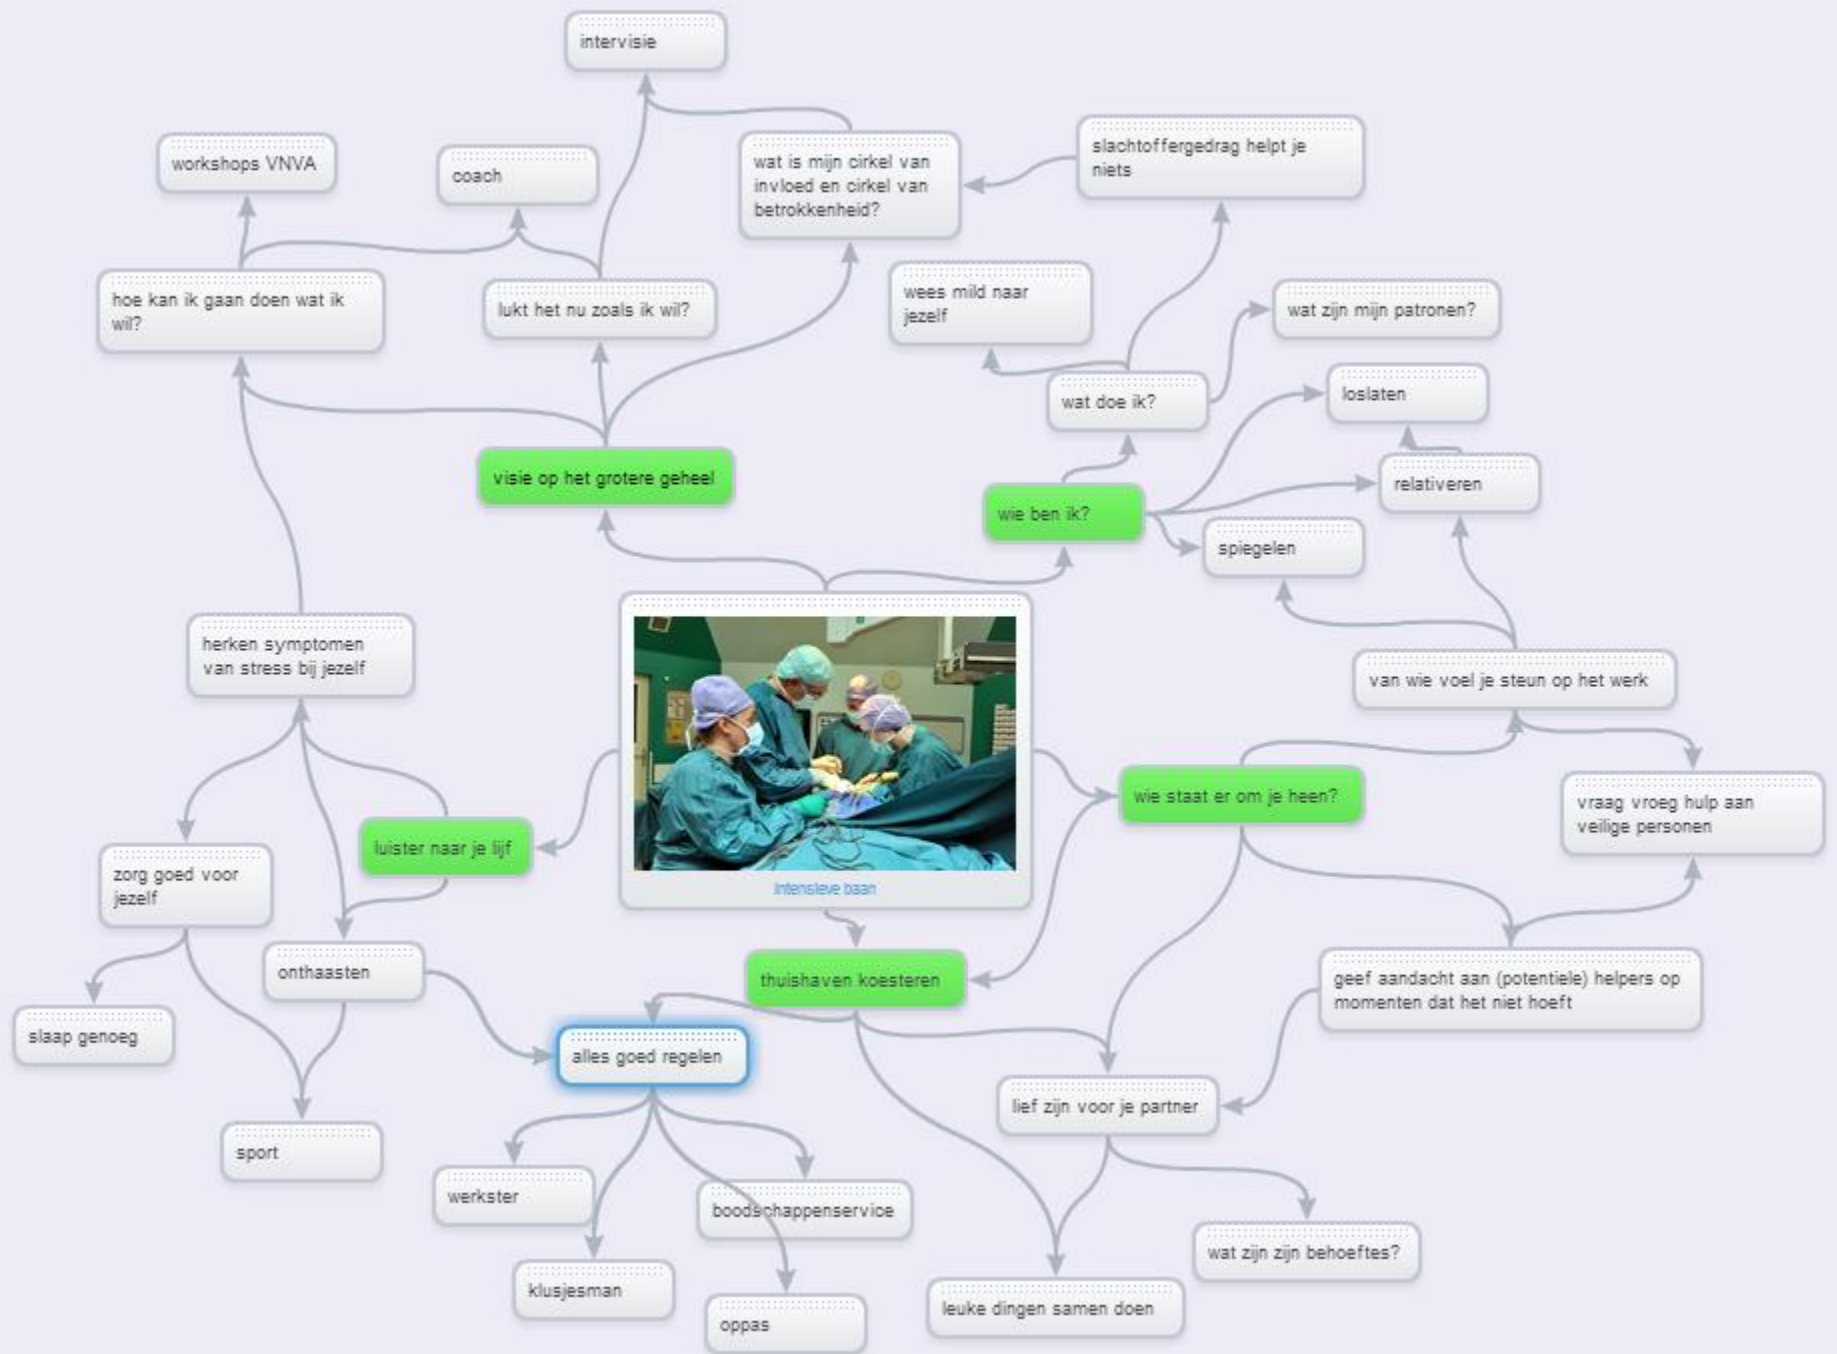 intervisie
workshops VNVA
coach
wat is mijn cirkel van
invloed en cirkel van
betrokkenheid?
slachtoffergedrag helpt je
niets
hoe kan ik gaan doen wat ik
wil?
lukt het nu zoals ik wil?
wees mild naar
jezelf
wat zijn mijn patronen?
wat doe ik?
loslaten
visie op het grotere geheel
wie ben ik?
relativeren
spiegelen
herken symptomen
van stress bij jezelf
van wie voel je steun op het werk
luister naar je lijf
wie staat er om je heen?
vraag vroeg hulp aan
veilige personen
zorg goed voor
jezelf
Intensieve baan
onthaasten
thuishaven koesteren
geef aandacht aan (potentiele) helpers op
momenten dat het niet hoeft
slaap genoeg
alles goed regelen
lief zijn voor je partner
sport
werkster
boodschappenservice
wat zijn zijn behoeftes?
klusjesman
oppas
leuke dingen samen doen